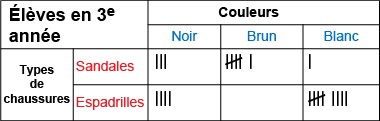 Élèves en 3e année
Couleurs
Noir Brun Blanc
Types de chaussures
Sandales
Espadrilles